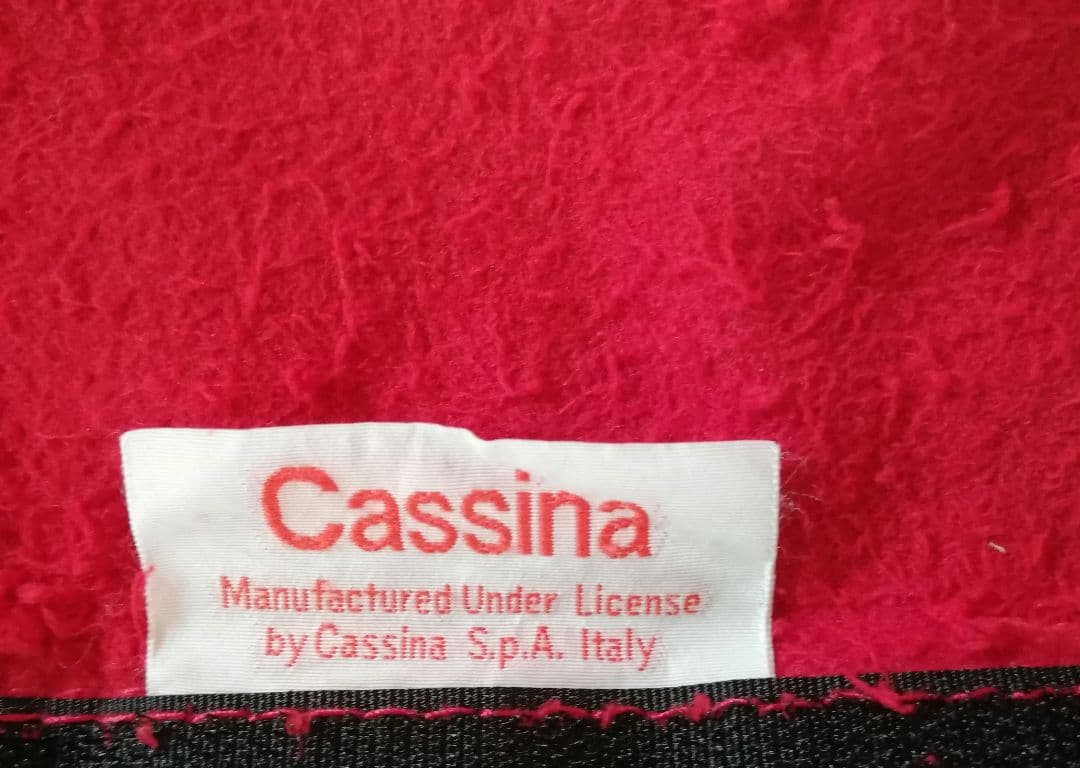 Cassina
Manufactured Under License
by Cassina S.p.A. Italy